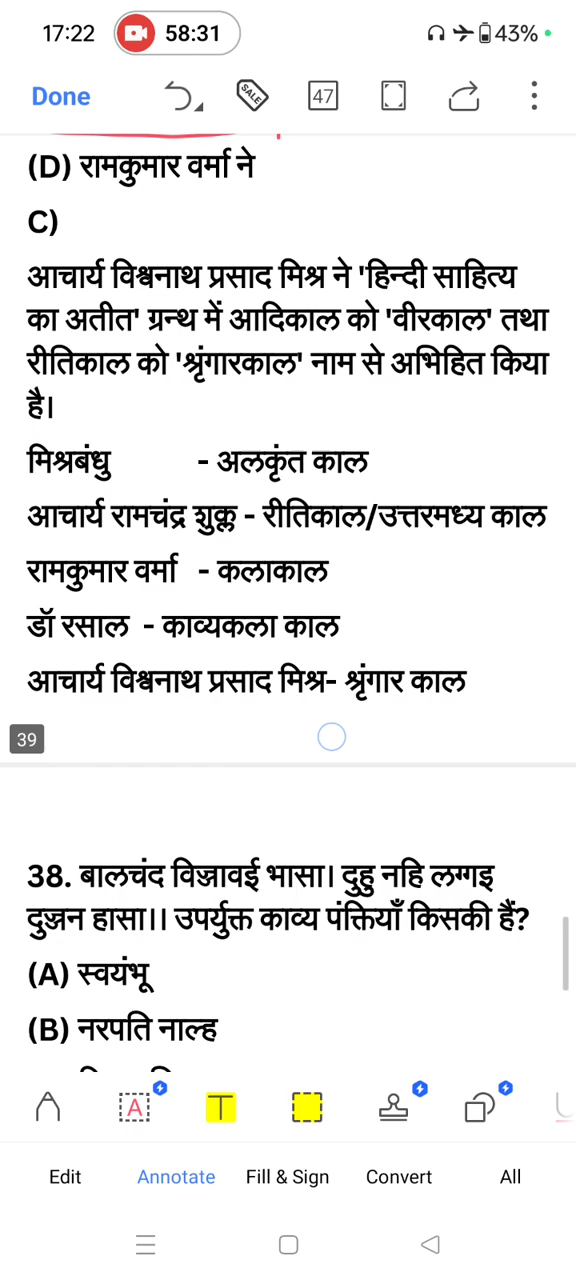 17:22 58:31 43%
Done SALE 47
(D) रामकुमार वर्मा ने
C)
आचार्य विश्वनाथ प्रसाद मिश्र ने 'हिन्दी साहित्य
का अतीत' ग्रन्थ में आदिकाल को 'वीरकाल' तथा
रीतिकाल को 'श्रृंगारकाल' नाम से अभिहित किया
है।
मिश्रबंधु - अलकृंत काल
आचार्य रामचंद्र शुक्ल - रीतिकाल/उत्तरमध्य काल
रामकुमार वर्मा - कलाकाल
डॉ रसाल - काव्यकला काल
आचार्य विश्वनाथ प्रसाद मिश्र- श्रृंगार काल
39
38. बालचंद विज्जावई भासा। दुहु नहि लग्गइ
दुज्जन हासा।। उपर्युक्त काव्य पंक्तियाँ किसकी हैं?
(A) स्वयंभू
(B) नरपति नाल्ह
A T
Edit Annotate Fill & Sign Convert All